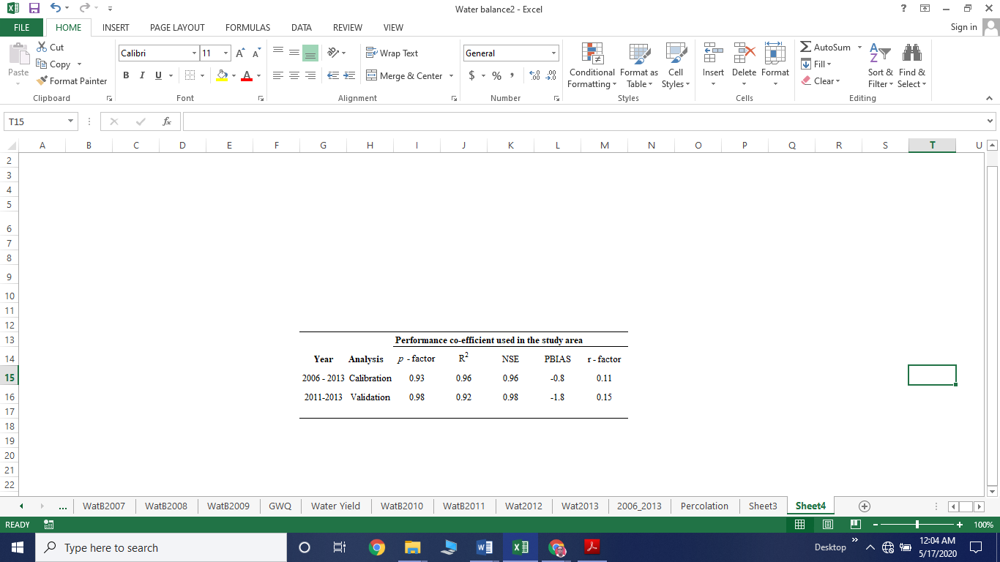 Water balance2 - Excel
?
FILE HOME INSERT PAGE LAYOUT FORMULAS DATA REVIEW VIEW Sign in
Paste
Cut
Copy
Format Painter
Clipboard
Calibri 11 A A
B I U A
Font
Wrap Text
Merge & Center
Alignment
General
$ % , .00 .0
Number
Conditional Formatting
Format as Table
Cell Styles
Styles
Insert Delete Format
Cells
AutoSum
Fill
Clear
Sort & Filter
Find & Select
Editing
T15 fx
A B C D E F G H I J K L M N O P Q R S T U
2
3
4
5
6
7
8
9
10
11
12
13 Performance co-efficient used in the study area
14 Year Analysis p - factor R2 NSE PBIAS r - factor
15 2006 - 2013 Calibration 0.93 0.96 0.96 -0.8 0.11
16 2011-2013 Validation 0.98 0.92 0.98 -1.8 0.15
17
18
19
20
21
22
... WatB2007 WatB2008 WatB2009 GWQ Water Yield WatB2010 WatB2011 Wat2012 Wat2013 2006_2013 Percolation Sheet3 Sheet4
READY 100%
Type here to search Desktop 12:04 AM
5/17/2020